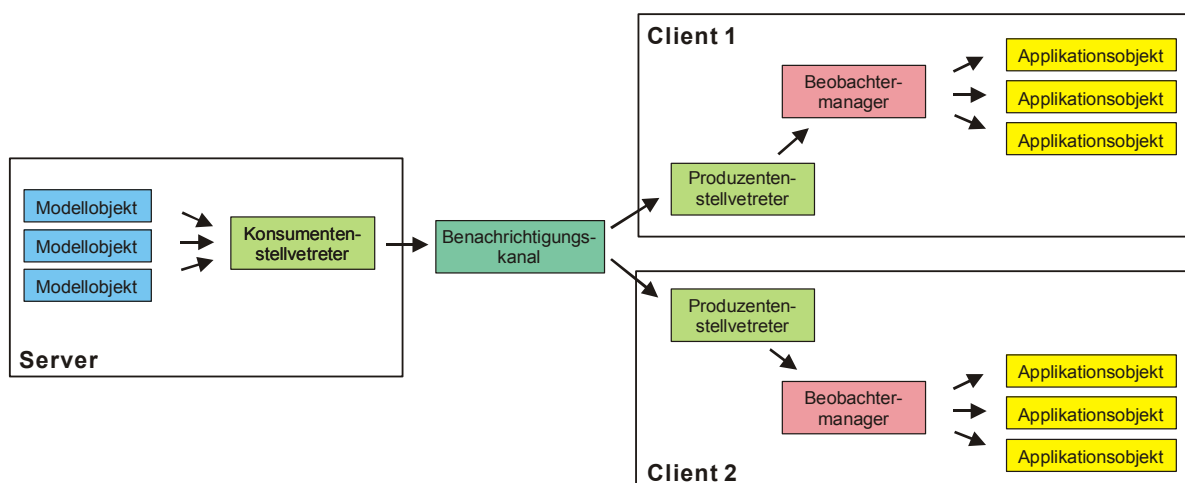 Client 1
Beobachter-
manager
Applikationsobjekt
Applikationsobjekt
Applikationsobjekt
Produzenten-
stellvetreter
Modellobjekt
Modellobjekt
Modellobjekt
Konsumenten-
stellvetreter
Server
Benachrichtigungs-
kanal
Produzenten-
stellvetreter
Beobachter-
manager
Applikationsobjekt
Applikationsobjekt
Applikationsobjekt
Client 2